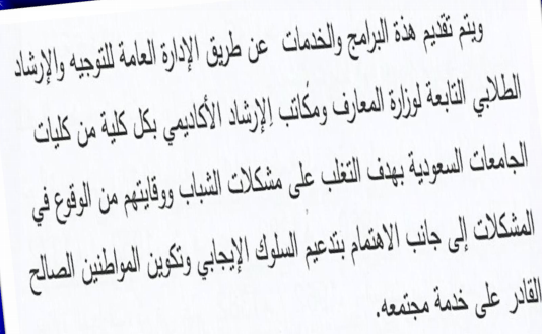 ويتم تقديم هذة البرامج والخدمات عن طريق الإدارة العامة للتوجيه والإرشاد
الطلابي التابعة لوزارة المعارف ومكاتب الإرشاد الأكاديمي بكل كلية من كليات
الجامعات السعودية بهدف التغلب على مشكلات الشباب ووقايتهم من الوقوع في
المشكلات إلى جانب الاهتمام بتدعيم السلوك الإيجابي وتكوين المواطنين الصالح
القادر على خدمة مجتمعه.